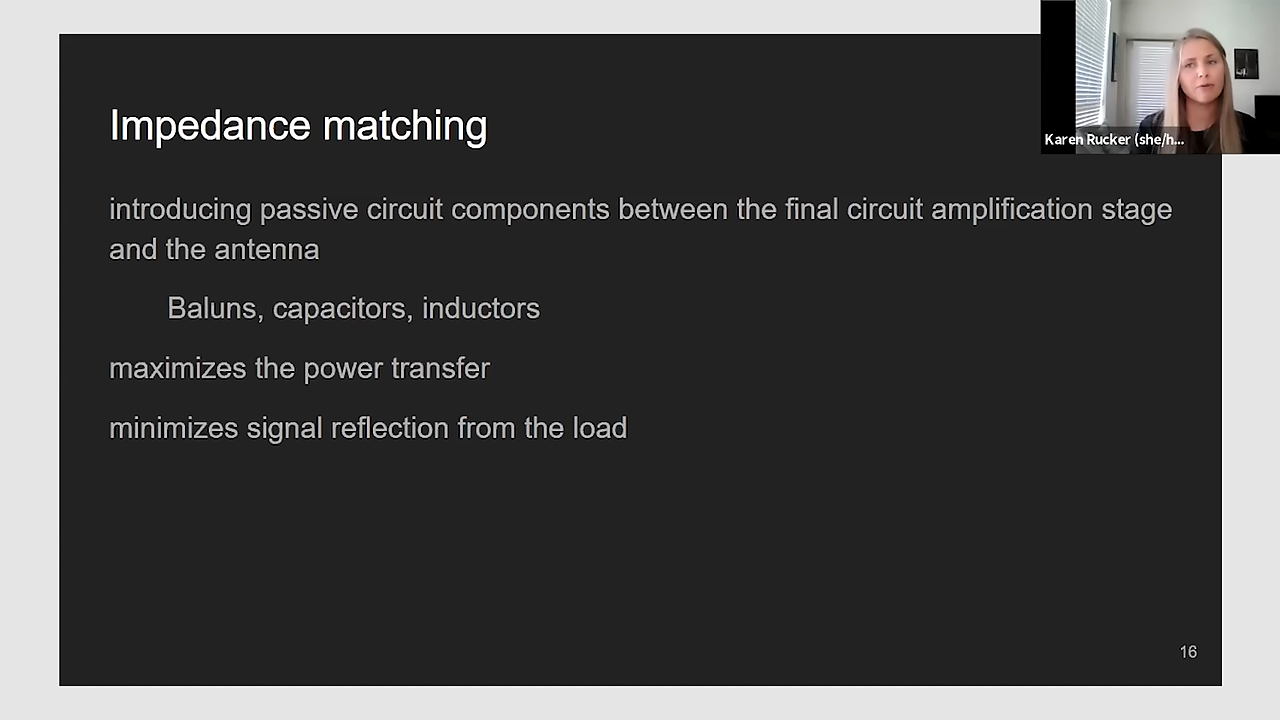 Impedance matching
Karen Rucker (she/h...
introducing passive circuit components between the final circuit amplification stage
and the antenna
Baluns, capacitors, inductors
maximizes the power transfer
minimizes signal reflection from the load
16